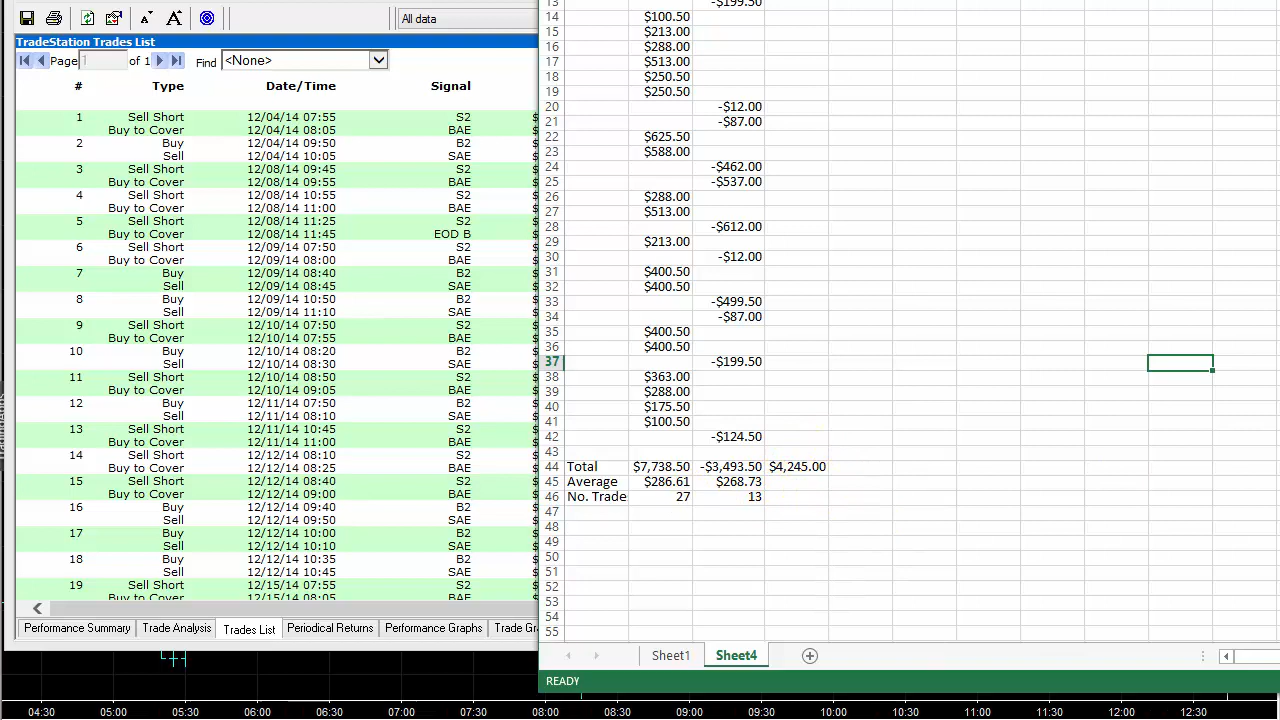 All data
TradeStation Trades List
Page 1 of 1 Find <None>
# Type Date/Time Signal
1 Sell Short 12/04/14 07:55 S2 $
Buy to Cover 12/04/14 08:05 BAE $
2 Buy 12/04/14 09:50 B2 $
Sell 12/04/14 10:05 SAE $
3 Sell Short 12/08/14 09:45 S2 $
Buy to Cover 12/08/14 09:55 BAE $
4 Sell Short 12/08/14 10:55 S2 $
Buy to Cover 12/08/14 11:00 BAE $
5 Sell Short 12/08/14 11:25 S2 $
Buy to Cover 12/08/14 11:45 EOD B $
6 Sell Short 12/09/14 07:50 S2 $
Buy to Cover 12/09/14 08:00 BAE $
7 Buy 12/09/14 08:40 B2 $
Sell 12/09/14 08:45 SAE $
8 Buy 12/09/14 10:50 B2 $
Sell 12/09/14 11:10 SAE $
9 Sell Short 12/10/14 07:50 S2 $
Buy to Cover 12/10/14 07:55 BAE $
10 Buy 12/10/14 08:20 B2 $
Sell 12/10/14 08:30 SAE $
11 Sell Short 12/10/14 08:50 S2 $
Buy to Cover 12/10/14 09:05 BAE $
12 Buy 12/11/14 07:50 B2 $
Sell 12/11/14 08:10 SAE $
13 Sell Short 12/11/14 10:45 S2 $
Buy to Cover 12/11/14 11:00 BAE $
14 Sell Short 12/12/14 08:10 S2 $
Buy to Cover 12/12/14 08:25 BAE $
15 Sell Short 12/12/14 08:40 S2 $
Buy to Cover 12/12/14 09:00 BAE $
16 Buy 12/12/14 09:40 B2 $
Sell 12/12/14 09:50 SAE $
17 Buy 12/12/14 10:00 B2 $
Sell 12/12/14 10:10 SAE $
18 Buy 12/12/14 10:35 B2 $
Sell 12/12/14 10:45 SAE $
19 Sell Short 12/15/14 07:55 S2 $
Buy to Cover 12/15/14 08:05 BAE $
Performance Summary Trade Analysis Trades List Periodical Returns Performance Graphs Trade Gr
13 -$199.50
14 $100.50
15 $213.00
16 $288.00
17 $513.00
18 $250.50
19 $250.50
20 -$12.00
21 -$87.00
22 $625.50
23 $588.00
24 -$462.00
25 -$537.00
26 $288.00
27 $513.00
28 -$612.00
29 $213.00
30 -$12.00
31 $400.50
32 $400.50
33 -$499.50
34 -$87.00
35 $400.50
36 $400.50
37 -$199.50
38 $363.00
39 $288.00
40 $175.50
41 $100.50
42 -$124.50
43
44 Total $7,738.50 -$3,493.50 $4,245.00
45 Average $286.61 $268.73
46 No. Trade 27 13
47
48
49
50
51
52
53
54
55
Sheet1 Sheet4
READY
04:30 05:00 05:30 06:00 06:30 07:00 07:30 08:00 08:30 09:00 09:30 10:00 10:30 11:00 11:30 12:00 12:30